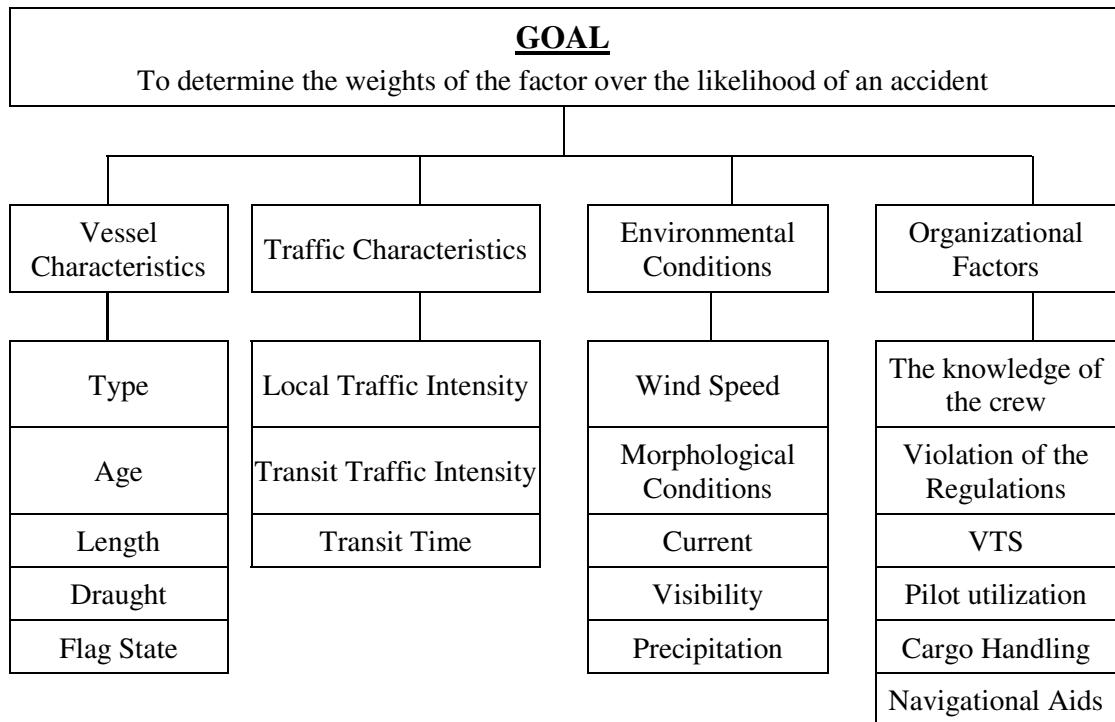 GOAL
To determine the weights of the factor over the likelihood of an accident
Vessel
Characteristics
Traffic Characteristics
Environmental
Conditions
Organizational
Factors
Type
Age
Length
Draught
Flag State
Local Traffic Intensity
Transit Traffic Intensity
Transit Time
Wind Speed
Morphological
Conditions
Current
Visibility
Precipitation
The knowledge of
the crew
Violation of the
Regulations
VTS
Pilot utilization
Cargo Handling
Navigational Aids